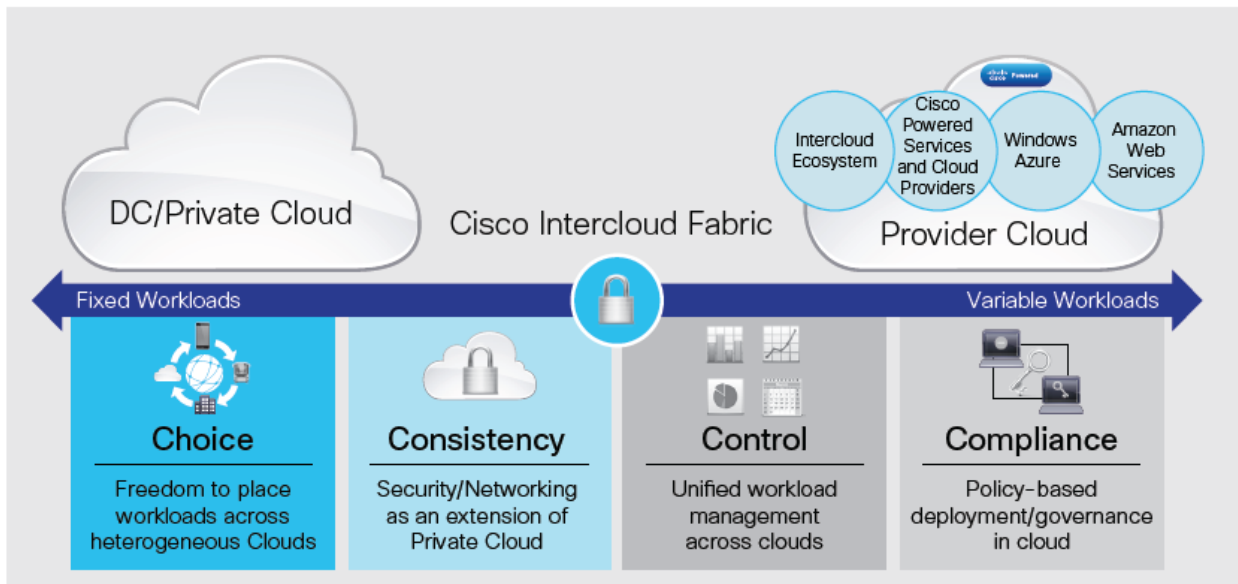 Powered
Intercloud
Ecosystem
Cisco
Powered
Services
and Cloud
Providers
Windows
Azure
Amazon
Web
Services
DC/Private Cloud
Cisco Intercloud Fabric
Provider Cloud
Fixed Workloads
Variable Workloads
Choice
Freedom to place
workloads across
heterogeneous Clouds
Consistency
Security/Networking
as an extension of
Private Cloud
Control
Unified workload
management
across clouds
Compliance
Policy-based
deployment/governance
in cloud